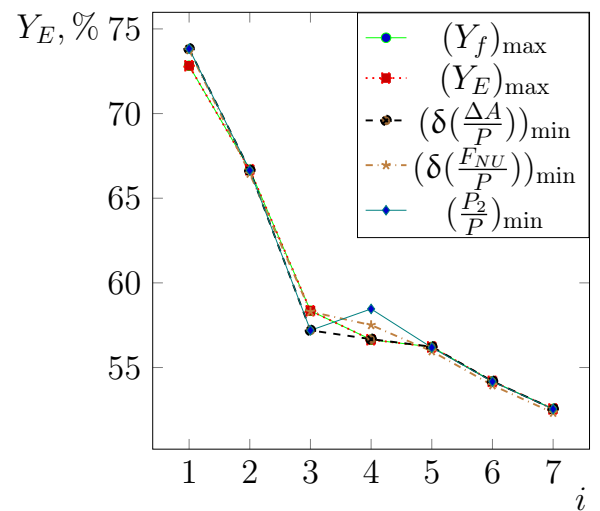 Y_E, %
75
70
65
60
55
1 2 3 4 5 6 7
i
(Y_f)_max
(Y_E)_max
(δ(ΔA/P))_min
(δ(F_NU/P))_min
(P_2/P)_min